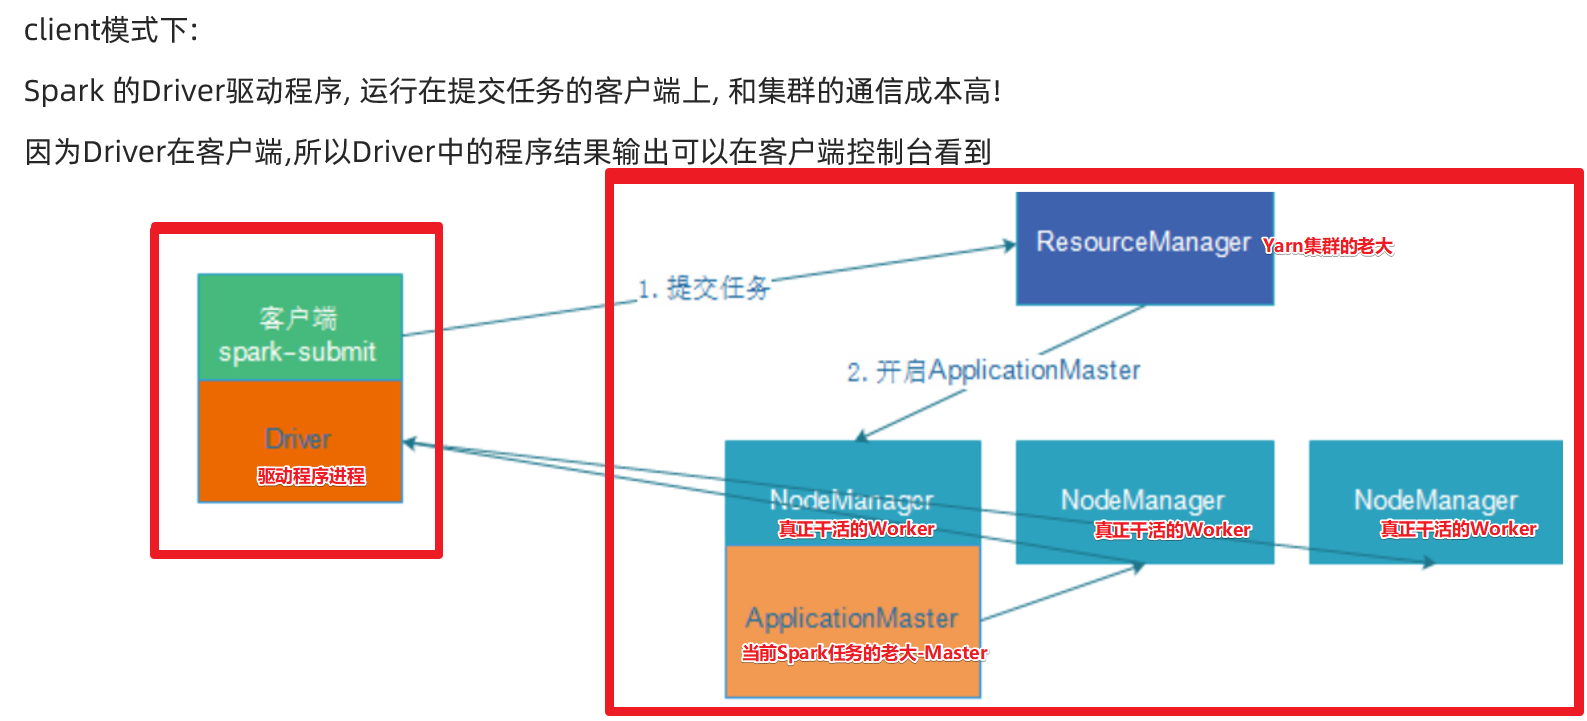 client模式下:
Spark 的Driver驱动程序, 运行在提交任务的客户端上, 和集群的通信成本高!
因为Driver在客户端,所以Driver中的程序结果输出可以在客户端控制台看到
ResourceManager
Yarn集群的老大
1. 提交任务
客户端
spark-submit
2. 开启ApplicationMaster
Driver
驱动程序进程
NodeManager
真正干活的Worker
NodeManager
真正干活的Worker
NodeManager
真正干活的Worker
ApplicationMaster
当前Spark任务的老大-Master